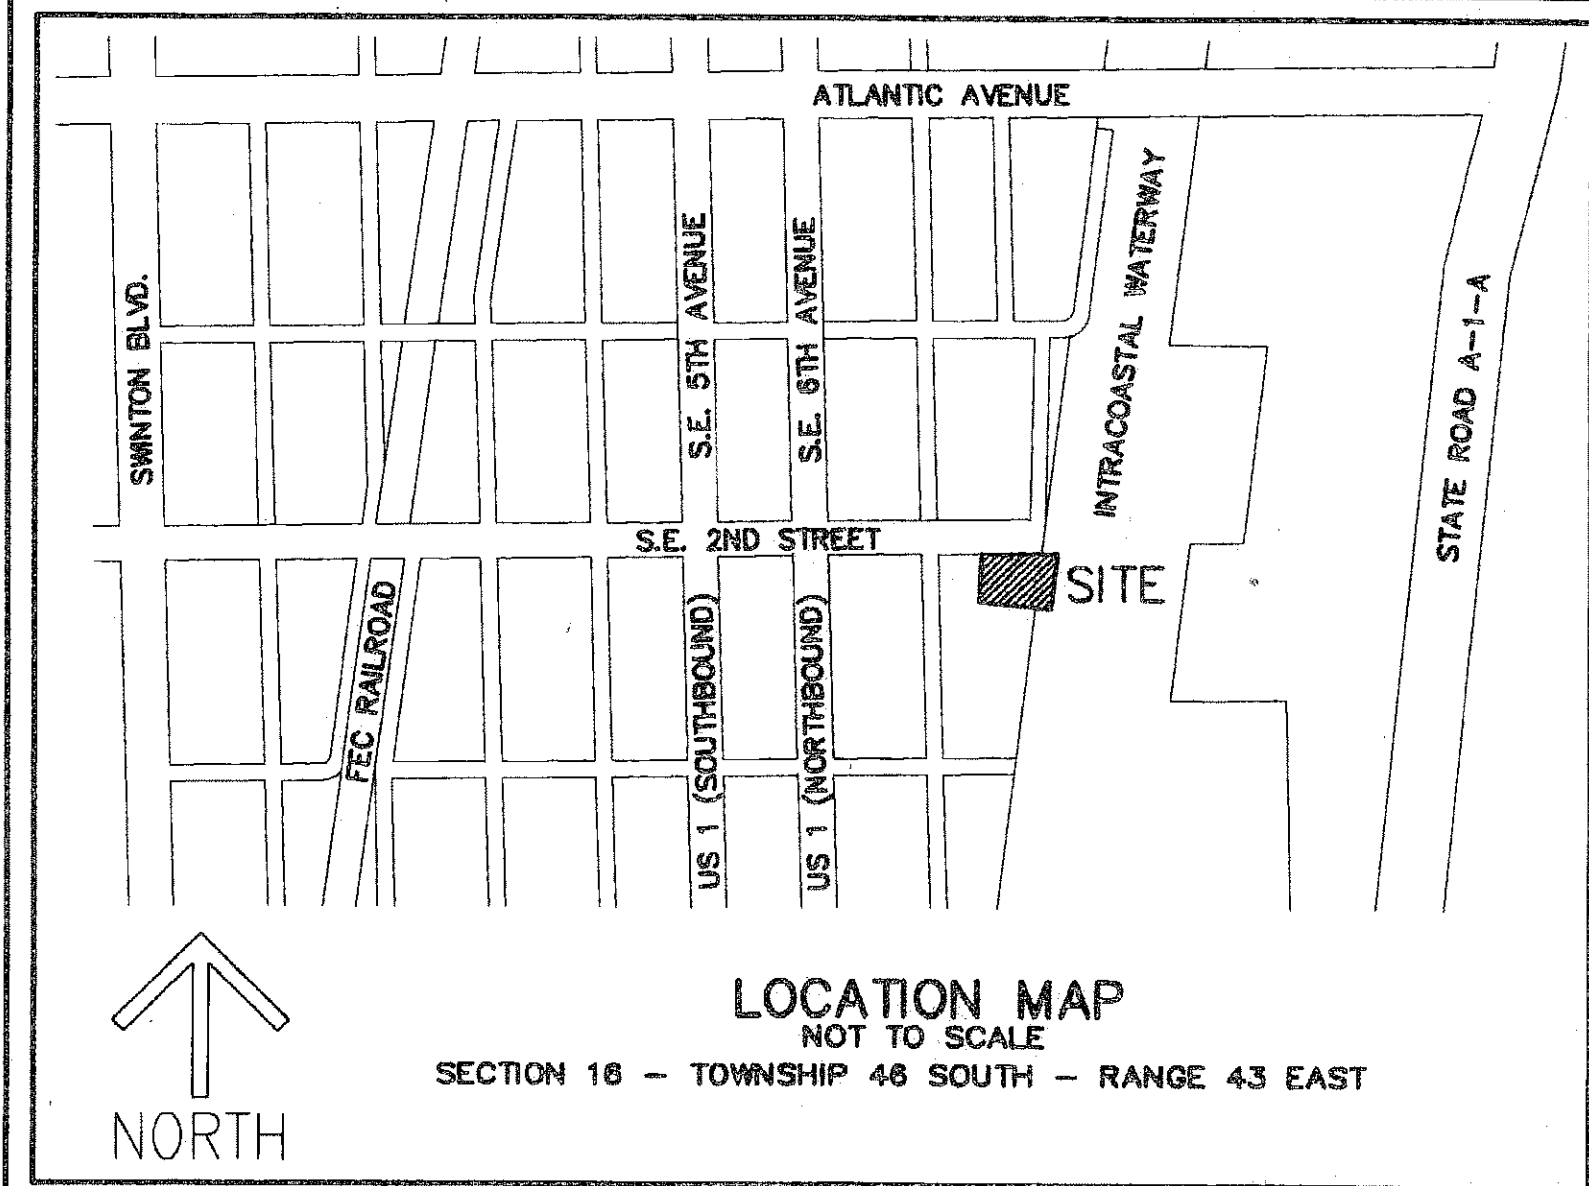 ATLANTIC AVENUE
SWINTON BLVD.
S.E. 5TH AVENUE
S.E. 6TH AVENUE
INTRACOASTAL WATERWAY
STATE ROAD A-1-A
S.E. 2ND STREET
SITE
FEC RAILROAD
US 1 (SOUTHBOUND)
US 1 (NORTHBOUND)
LOCATION MAP
NOT TO SCALE
SECTION 16 - TOWNSHIP 46 SOUTH - RANGE 43 EAST
NORTH